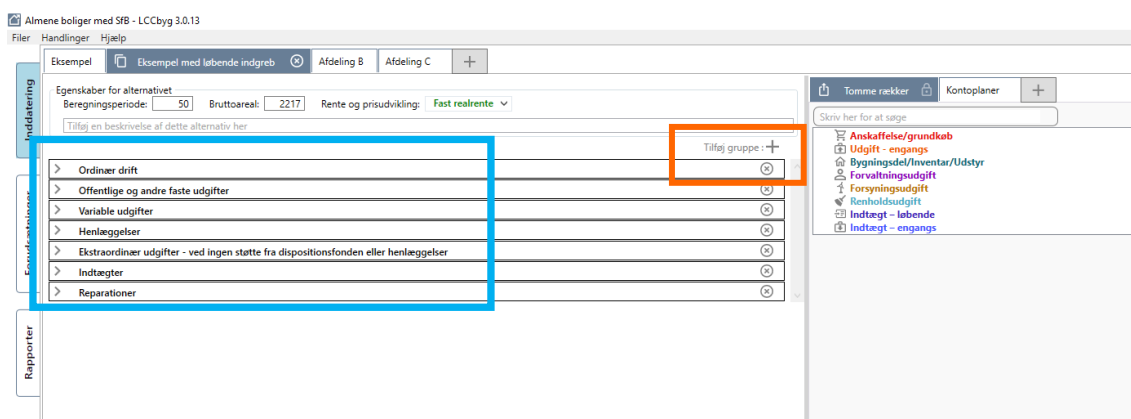 Almene boliger med SfB - LCCbyg 3.0.13
Filer Handlinger Hjælp
Eksempel Eksempel med løbende indgreb Afdeling B Afdeling C
Inddatering
Rapporter
Egenskaber for alternativet
Beregningsperiode: 50 Bruttoareal: 2217 Rente og prisudvikling: Fast realrente
Tilføj en beskrivelse af dette alternativ her
Tilføj gruppe :
Ordinær drift
Offentlige og andre faste udgifter
Variable udgifter
Henlæggelser
Ekstraordinær udgifter - ved ingen støtte fra dispositionsfonden eller henlæggelser
Indtægter
Reparationer
Tomme rækker Kontoplaner
Skriv her for at søge
Anskaffelse/grundkøb
Udgift - engangs
Bygningsdel/Inventar/Udstyr
Forvaltningsudgift
Forsyningsudgift
Renholdsudgift
Indtægt – løbende
Indtægt – engangs